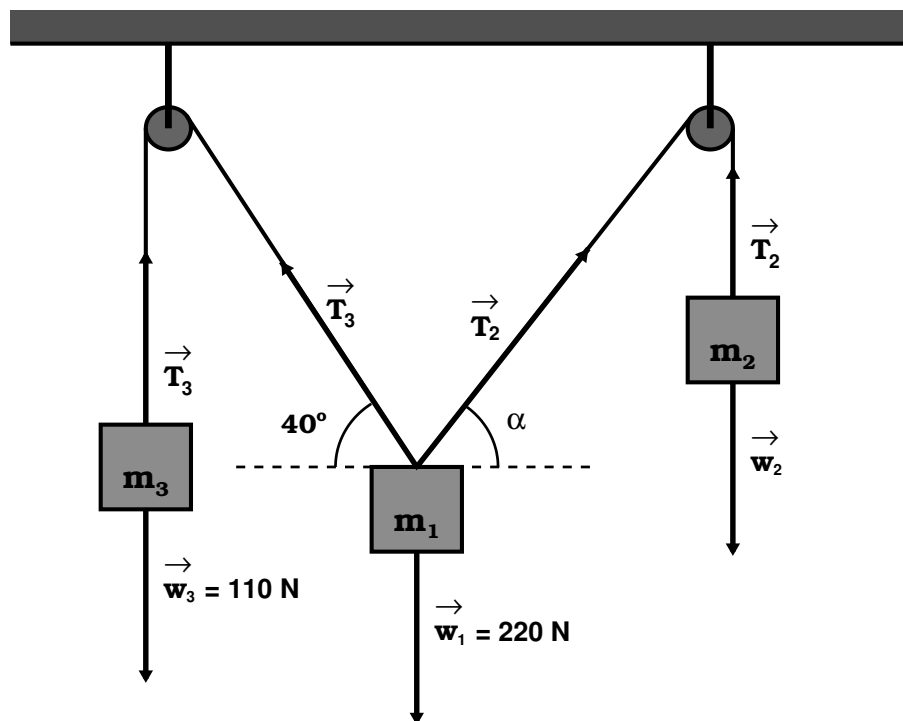 T₂
T₃
T₂
m₂
T₃
40º
α
w₂
m₃
m₁
w₃ = 110 N
w₁ = 220 N